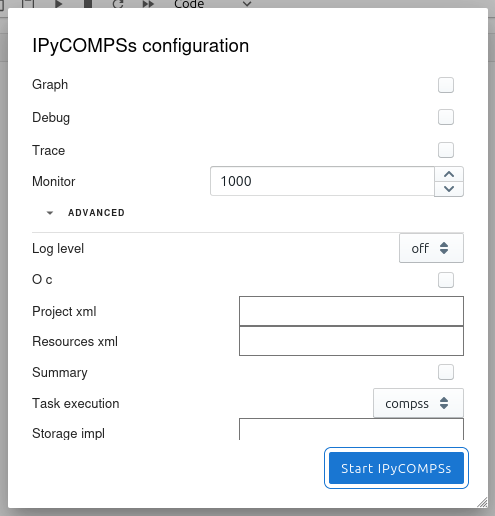 Code
IPyCOMPSs configuration
Graph
Debug
Trace
Monitor 1000
ADVANCED
Log level off
O c
Project xml
Resources xml
Summary
Task execution compss
Storage impl
Start IPyCOMPSs